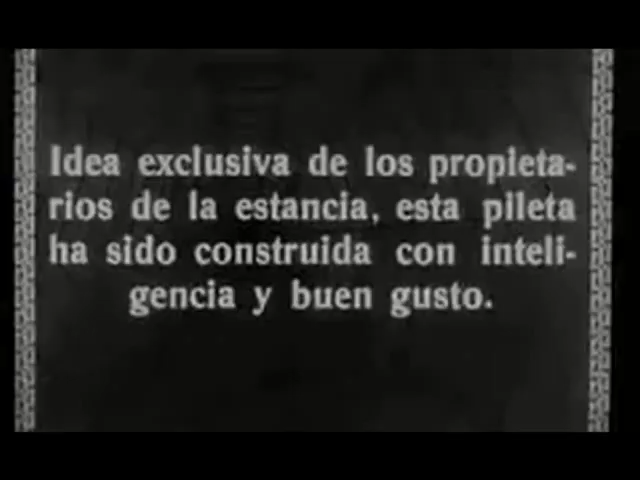 Idea exclusiva de los propieta-
rios de la estancia, esta pileta
ha sido construida con inteli-
gencia y buen gusto.